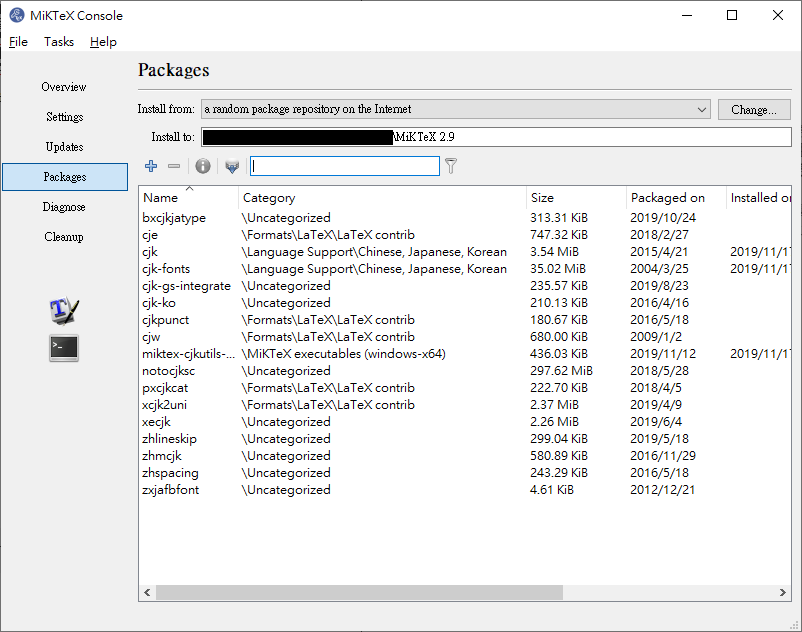 MiKTeX Console
File Tasks Help
Packages
Overview
Settings
Updates
Packages
Diagnose
Cleanup
Install from: a random package repository on the Internet Change...
Install to: \MiKTeX 2.9
Name Category Size Packaged on Installed on
bxcjkjatype \Uncategorized 313.31 KiB 2019/10/24
cje \Formats\LaTeX\LaTeX contrib 747.32 KiB 2018/2/27
cjk \Language Support\Chinese, Japanese, Korean 3.54 MiB 2015/4/21 2019/11/1
cjk-fonts \Language Support\Chinese, Japanese, Korean 35.02 MiB 2004/3/25 2019/11/1
cjk-gs-integrate \Uncategorized 235.57 KiB 2019/8/23
cjk-ko \Uncategorized 210.13 KiB 2016/4/16
cjkpunct \Formats\LaTeX\LaTeX contrib 180.67 KiB 2016/5/18
cjw \Formats\LaTeX\LaTeX contrib 680.00 KiB 2009/1/2
miktex-cjkutils-... \MiKTeX executables (windows-x64) 436.03 KiB 2019/11/12 2019/11/1
notocjksc \Uncategorized 297.62 MiB 2018/5/28
pxcjkcat \Formats\LaTeX\LaTeX contrib 222.70 KiB 2018/4/5
xcjk2uni \Formats\LaTeX\LaTeX contrib 2.37 MiB 2019/4/9
xecjk \Uncategorized 2.26 MiB 2019/6/4
zhlineskip \Uncategorized 299.04 KiB 2019/5/18
zhmcjk \Uncategorized 580.89 KiB 2016/11/29
zhspacing \Uncategorized 243.29 KiB 2016/5/18
zxjafbfont \Uncategorized 4.61 KiB 2012/12/21